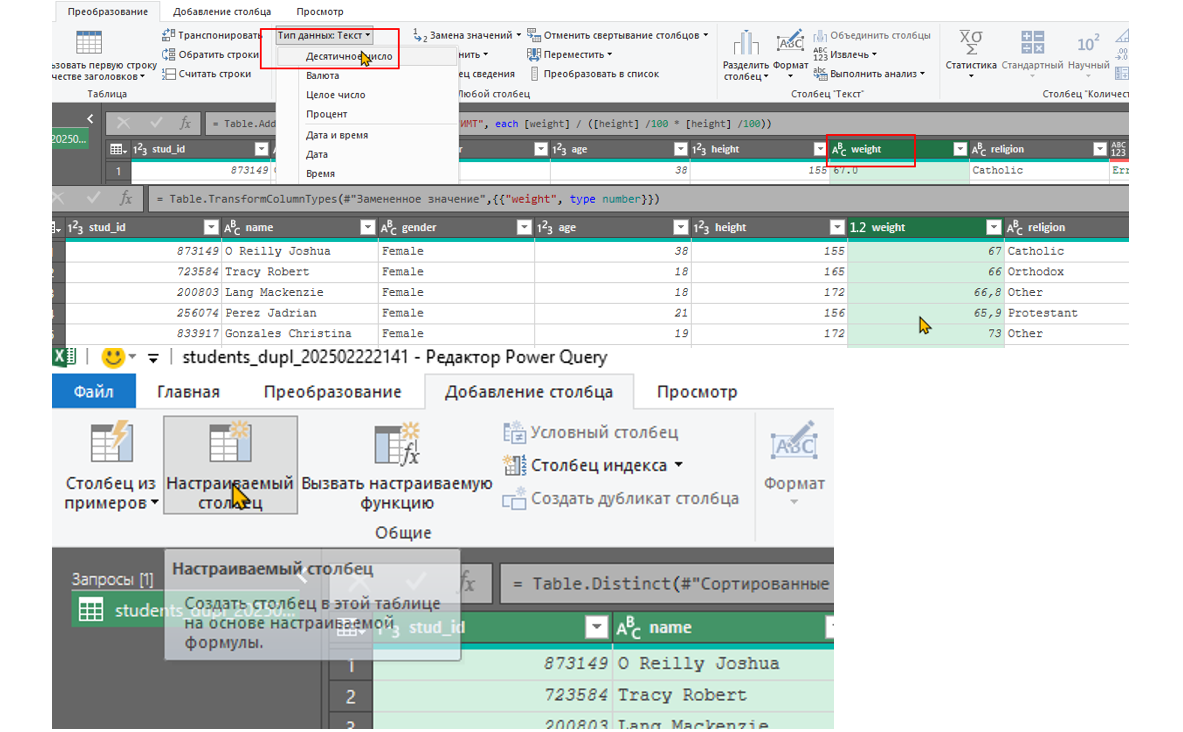 Преобразование Добавление столбца Просмотр
Транспонировать Тип данных: Текст Замена значений Отменить свертывание столбцов Объединить столбцы
Обратить строки Десятичное число Переместить Извлечь
Считать строки Валюта Преобразовать в список Выполнить анализ
первую строку
заголовков
Разделить столбец Формат
Статистика Стандартный Научный
Целое число
Таблица столбец Столбец "Текст"
Процент
Дата и время
Дата
Время
20250...
= Table.Add ИМТ", each [weight] / ([height] /100 * [height] /100))
stud_id age height weight religion
1 873149 38 155 67.0 Catholic
= Table.TransformColumnTypes(#"Замененное значение",{{"weight", type number}})
stud_id name gender age height 1.2 weight religion
873149 O Reilly Joshua Female 38 155 67 Catholic
723584 Tracy Robert Female 18 165 66 Orthodox
200803 Lang Mackenzie Female 18 172 66,8 Other
256074 Perez Jadrian Female 21 156 65,9 Protestant
833917 Gonzales Christina Female 19 172 73 Other
students_dupl_202502222141 - Редактор Power Query
Файл Главная Преобразование Добавление столбца Просмотр
Столбец из примеров
Настраиваемый столбец
Вызвать настраиваемую функцию
Условный столбец
Столбец индекса
Создать дубликат столбца
Формат
Общие
Запросы [1]
students_dupl_20250...
Настраиваемый столбец
Создать столбец в этой таблице
на основе настраиваемой
формулы.
= Table.Distinct(#"Сортированные
stud_id name
1 873149 O Reilly Joshua
2 723584 Tracy Robert
3 200803 Lang Mackenzie